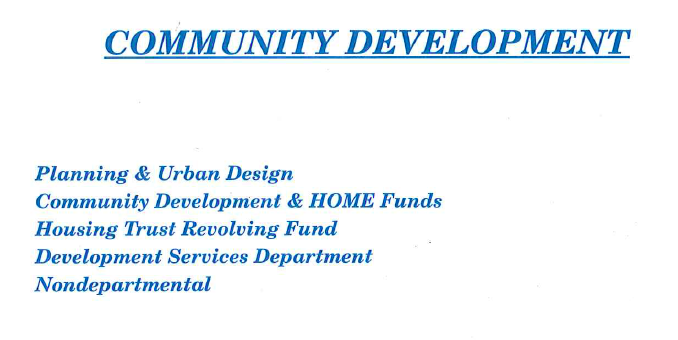 COMMUNITY DEVELOPMENT
Planning & Urban Design
Community Development & HOME Funds
Housing Trust Revolving Fund
Development Services Department
Nondepartmental